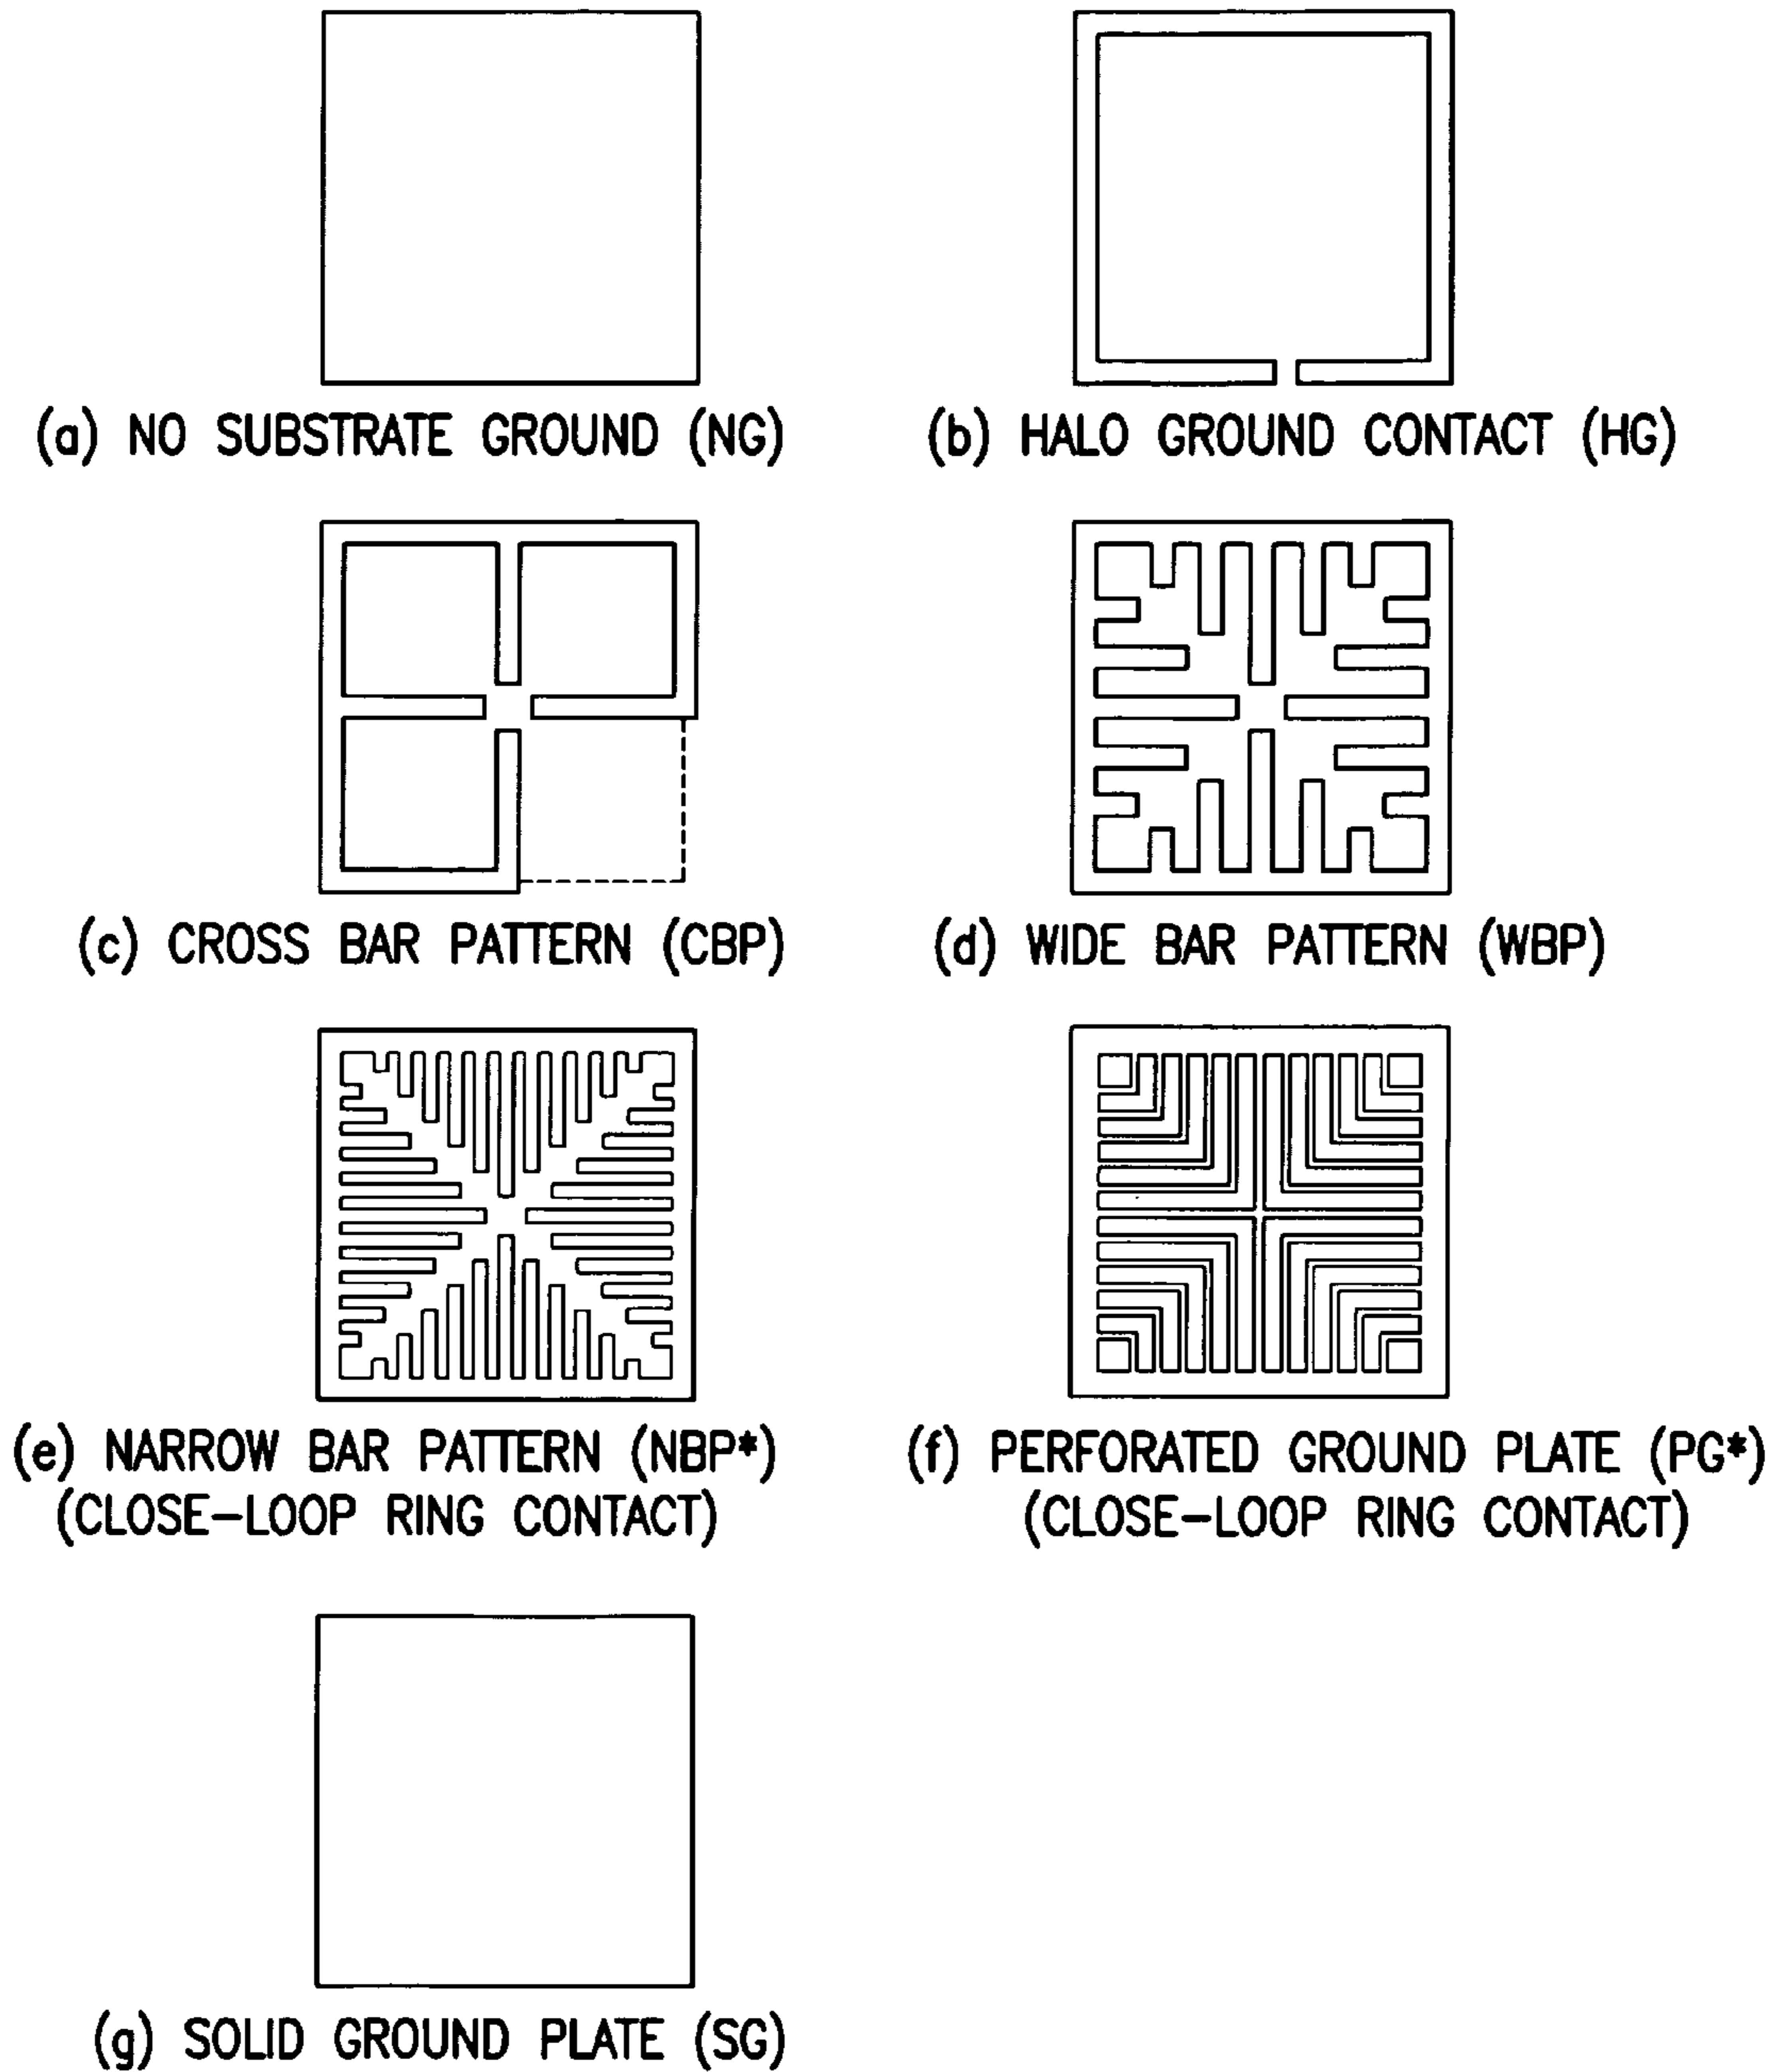 (a) NO SUBSTRATE GROUND (NG)
(b) HALO GROUND CONTACT (HG)
(c) CROSS BAR PATTERN (CBP)
(d) WIDE BAR PATTERN (WBP)
(e) NARROW BAR PATTERN (NBP*)
(CLOSE-LOOP RING CONTACT)
(f) PERFORATED GROUND PLATE (PG*)
(CLOSE-LOOP RING CONTACT)
(g) SOLID GROUND PLATE (SG)